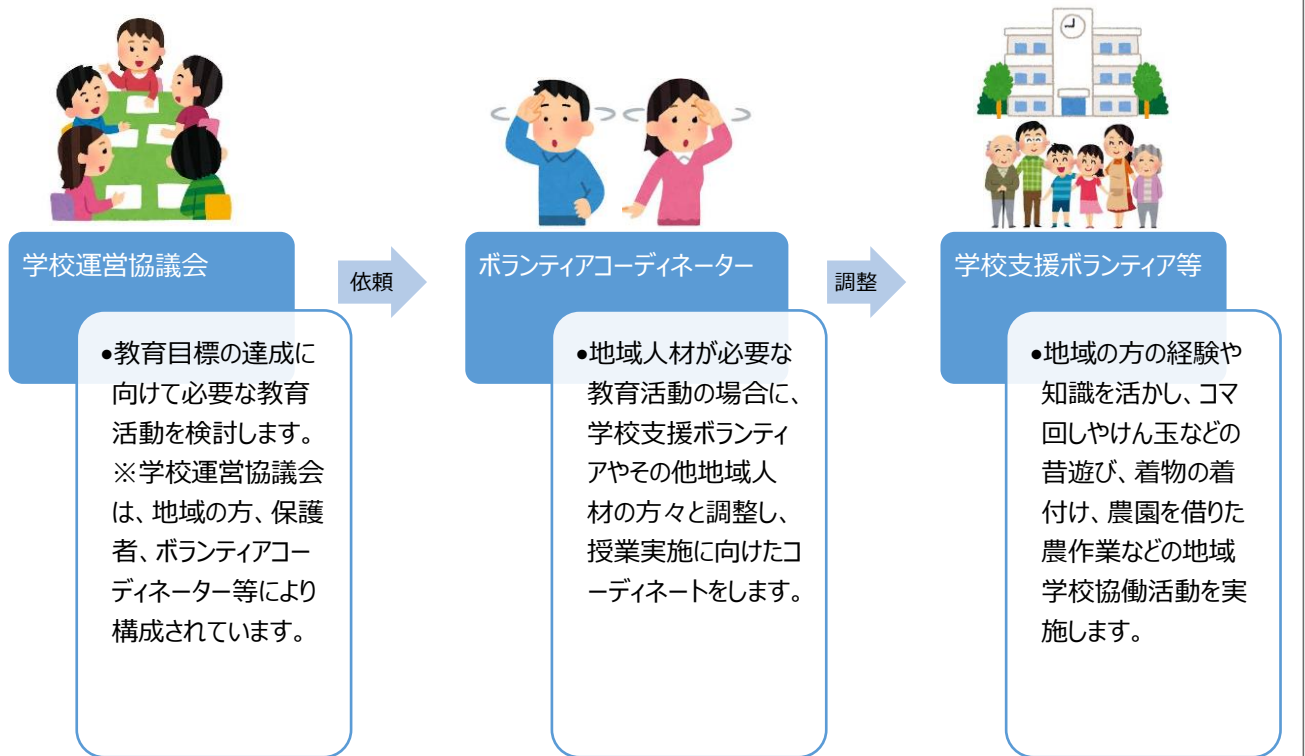 学校運営協議会
依頼
ボランティアコーディネーター
調整
学校支援ボランティア等
•教育目標の達成に
向けて必要な教育
活動を検討します。
※学校運営協議会
は、地域の方、保護
者、ボランティアコー
ディネーター等により
構成されています。
•地域人材が必要な
教育活動の場合に、
学校支援ボランティ
アやその他地域人
材の方々と調整し、
授業実施に向けたコ
ーディネートをします。
•地域の方の経験や
知識を活かし、コマ
回しやけん玉などの
昔遊び、着物の着
付け、農園を借りた
農作業などの地域
学校協働活動を実
施します。